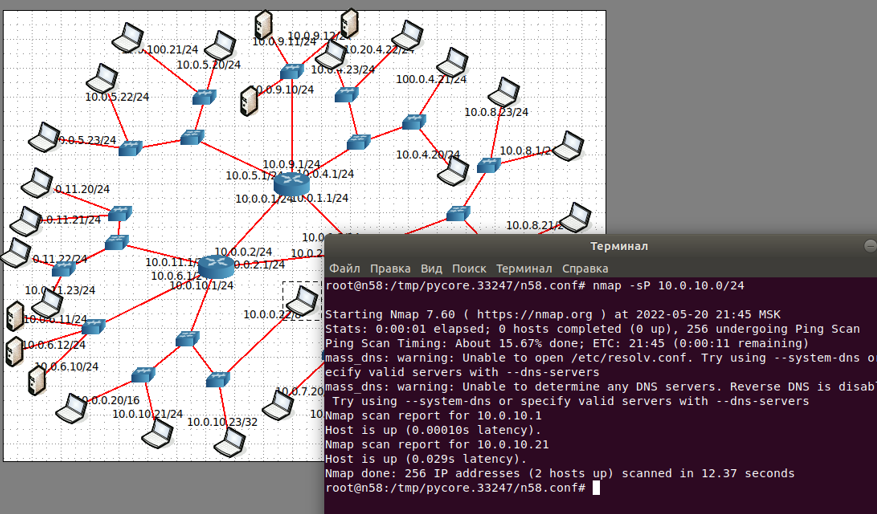 10.0.9.12/24
10.0.9.11/24
.100.21/24
10.20.4.22/24
10.0.5.20/24
10.0.4.23/24
100.0.4.21/24
10.0.9.10/24
10.0.5.22/24
10.0.8.23/24
10.0.5.23/24
10.0.8.1/2
10.0.4.20/24
10.0.9.1/24
10.0.5.1/24
10.0.4.1/24
0.11.20/24
10.0.0.1/24
10.0.1.1/24
0.11.21/24
10.0.8.21/2
10.0.0.2/24
0.11.22/24
10.0.11.1
10.0.2.1/24
10.0.6.1/24
10.0.10.1/24
10.0.11.23/24
10.0.0.22/8
10.0.6.11/24
10.0.6.12/24
10.0.6.10/24
10.0.7.20
10.0.0.20/16
10.0.10.21/24
10.0.10.23/32
Терминал
Файл Правка Вид Поиск Терминал Справка
root@n58:/tmp/pycore.33247/n58.conf# nmap -sP 10.0.10.0/24
Starting Nmap 7.60 ( https://nmap.org ) at 2022-05-20 21:45 MSK
Stats: 0:00:01 elapsed; 0 hosts completed (0 up), 256 undergoing Ping Scan
Ping Scan Timing: About 15.67% done; ETC: 21:45 (0:00:11 remaining)
mass_dns: warning: Unable to open /etc/resolv.conf. Try using --system-dns or
ecify valid servers with --dns-servers
mass_dns: warning: Unable to determine any DNS servers. Reverse DNS is disabl
Try using --system-dns or specify valid servers with --dns-servers
Nmap scan report for 10.0.10.1
Host is up (0.00010s latency).
Nmap scan report for 10.0.10.21
Host is up (0.029s latency).
Nmap done: 256 IP addresses (2 hosts up) scanned in 12.37 seconds
root@n58:/tmp/pycore.33247/n58.conf#